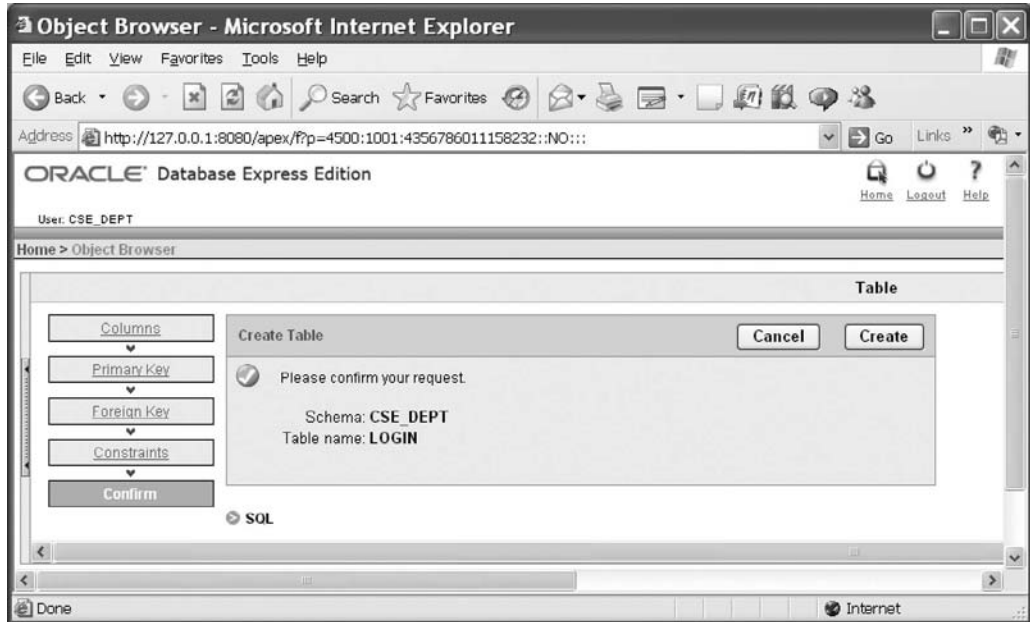 Object Browser - Microsoft Internet Explorer
File Edit View Favorites Tools Help
Back Search Favorites
Address http://127.0.0.1:8080/apex/f?p=4500:1001:4356786011158232::NO::: Go Links »
ORACLE® Database Express Edition
Home Logout Help
User: CSE_DEPT
Home > Object Browser
Table
Columns
Create Table Cancel Create
Primary Key
Please confirm your request.
Foreign Key
Schema: CSE_DEPT
Table name: LOGIN
Constraints
Confirm
SQL
Done Internet